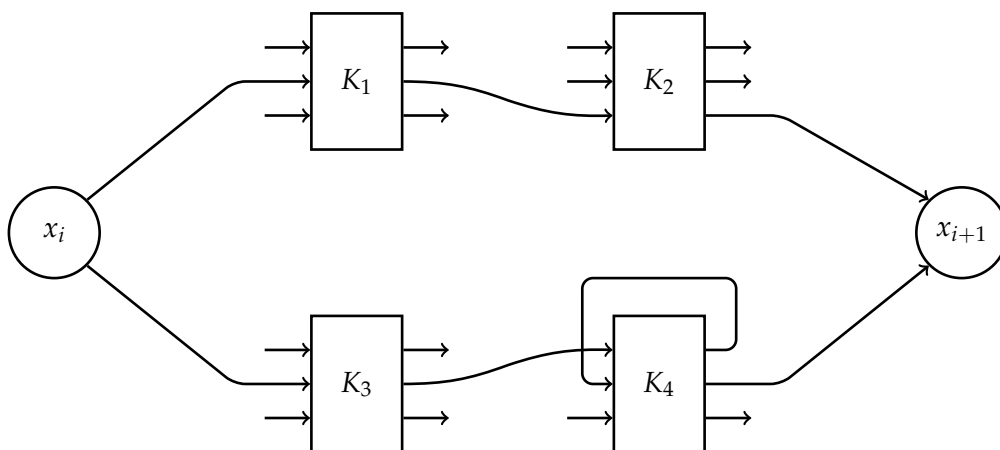 K₁ K₂
xᵢ xᵢ₊₁
K₃ K₄